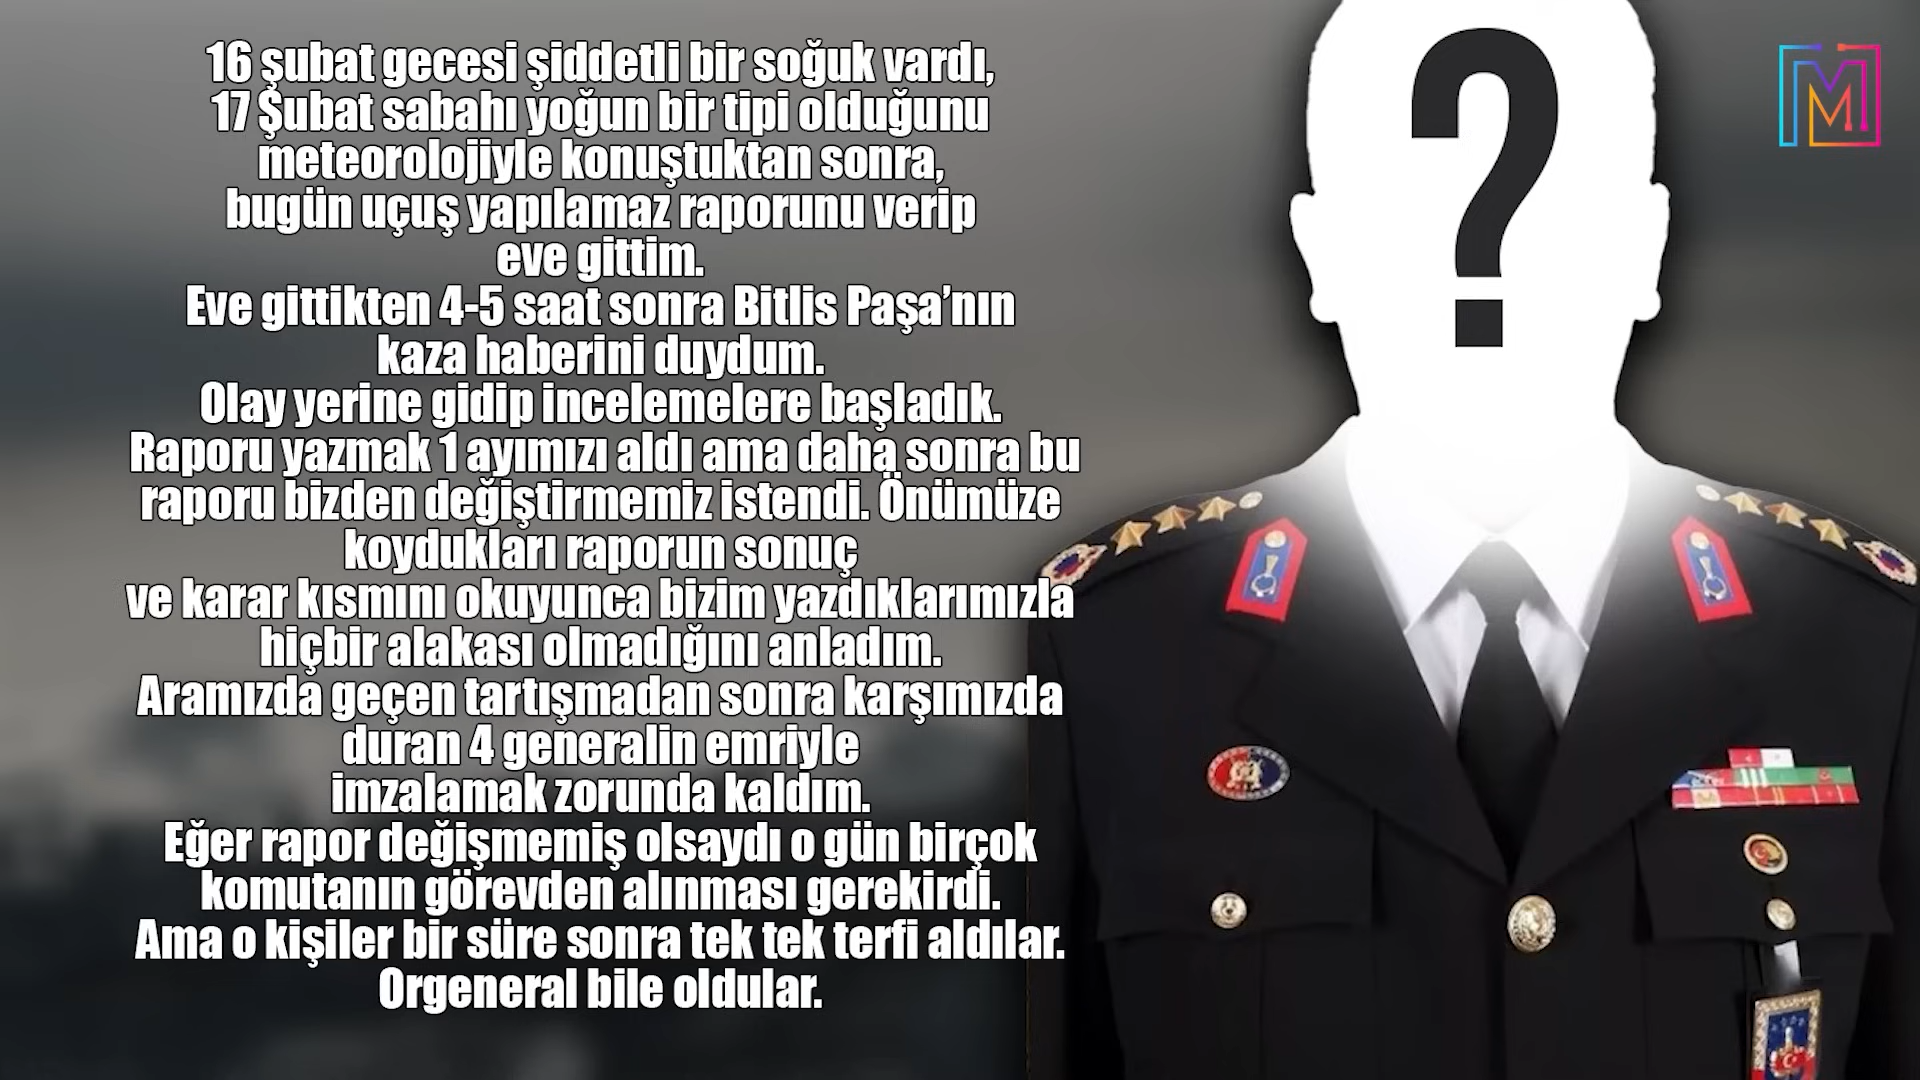 16 şubat gecesi şiddetli bir soğuk vardı,
17 Şubat sabahı yoğun bir tipi olduğunu
meteorolojiyle konuştuktan sonra,
bugün uçuş yapılamaz raporunu verip
eve gittim.
Eve gittikten 4-5 saat sonra Bitlis Paşa’nın
kaza haberini duydum.
Olay yerine gidip incelemelere başladık.
Raporu yazmak 1 ayımızı aldı ama daha sonra bu
raporu bizden değiştirmemiz istendi. Önümüze
koydukları raporun sonuç
ve karar kısmını okuyunca bizim yazdıklarımızla
hiçbir alakası olmadığını anladım.
Aramızda geçen tartışmadan sonra karşımızda
duran 4 generalin emriyle
imzalamak zorunda kaldım.
Eğer rapor değişmemiş olsaydı o gün birçok
komutanın görevden alınması gerekirdi.
Ama o kişiler bir süre sonra tek tek terfi aldılar.
Orgeneral bile oldular.
?
M